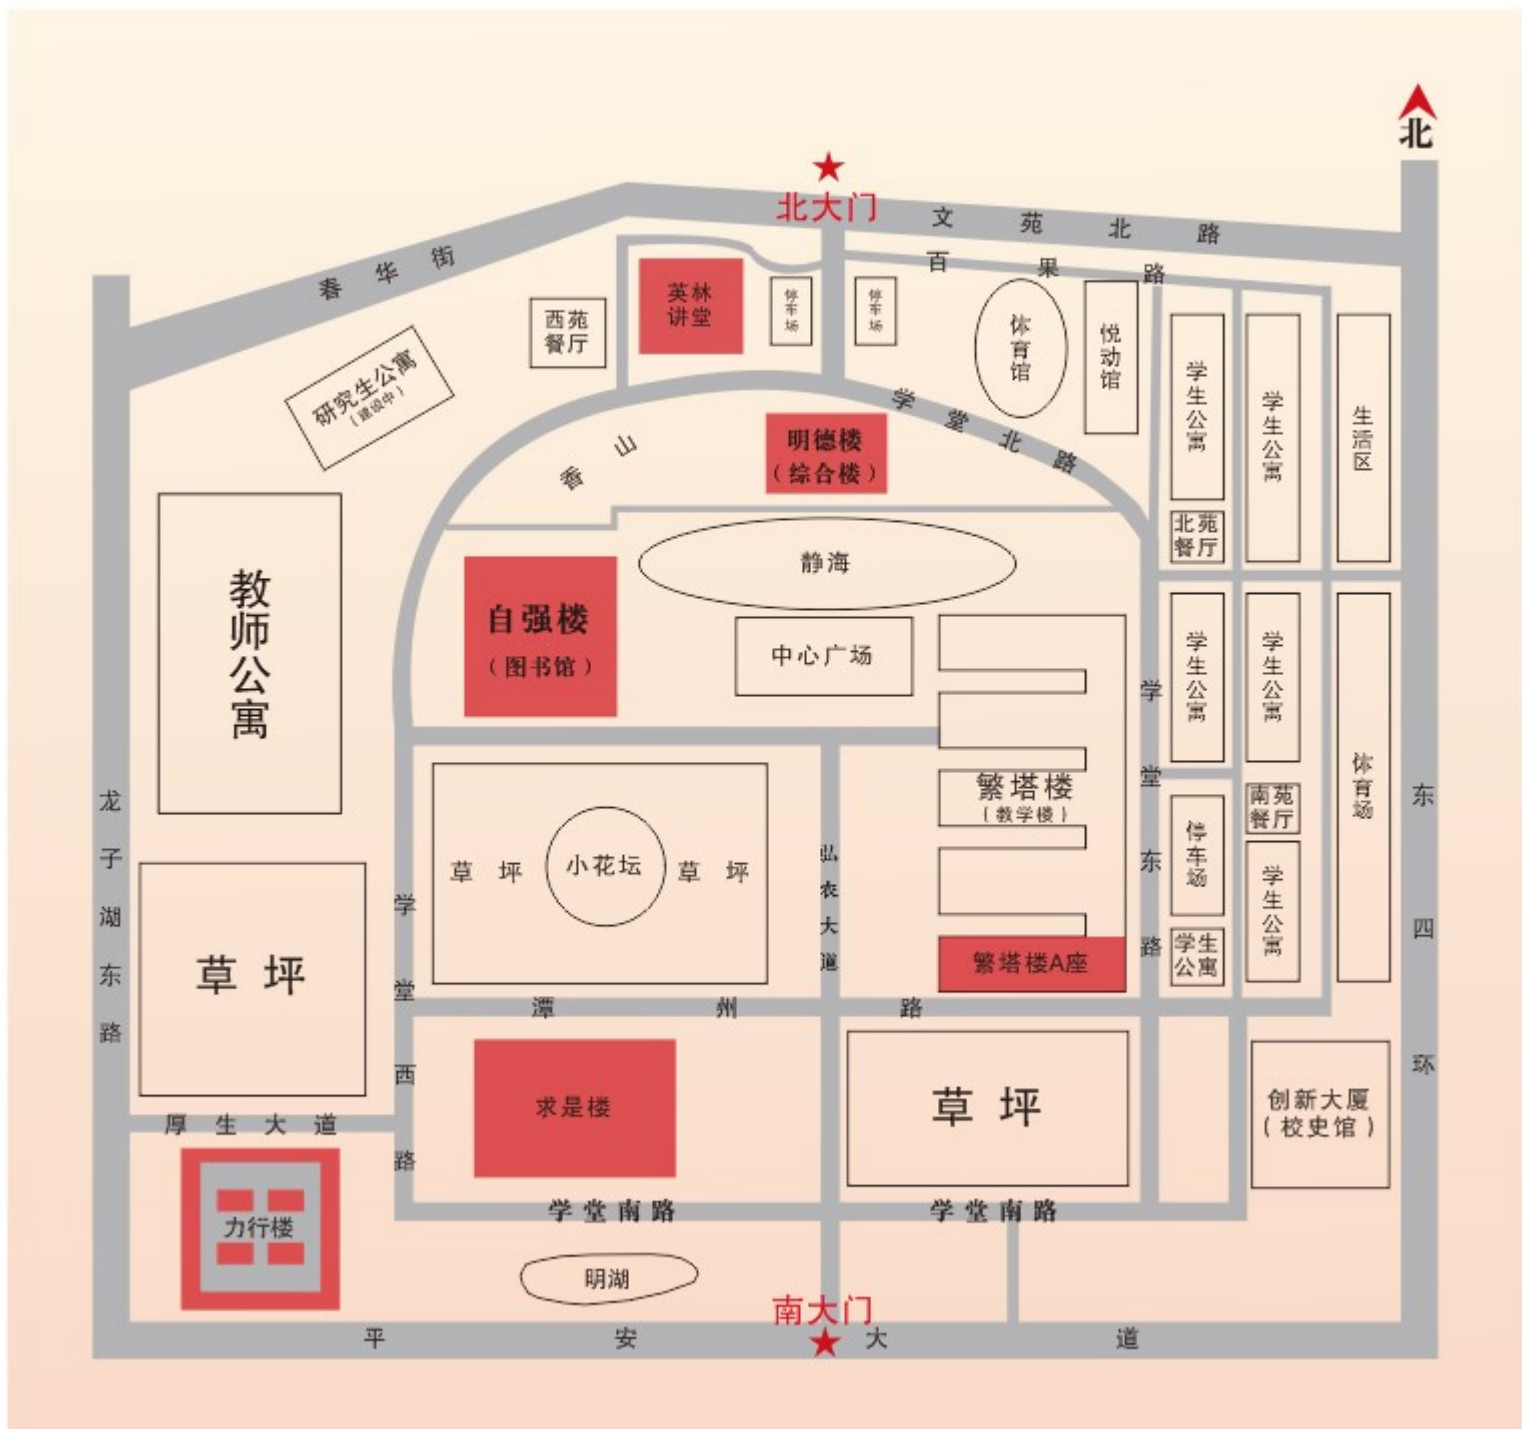 北
北大门
文苑北路
春华街
百果路
英林
讲堂
停车场
停车场
体育馆
悦动馆
西苑
餐厅
研究生公寓
（建设中）
学生公寓
学生公寓
生活区
学堂北路
香山
明德楼
（综合楼）
北苑
餐厅
静海
教师公寓
自强楼
（图书馆）
中心广场
学生公寓
学生公寓
学堂东路
繁塔楼
（教学楼）
体育场
南苑
餐厅
停车场
学生公寓
龙子湖东路
东四环
草坪
小花坛
草坪
弘农大道
学堂西路
草坪
繁塔楼A座
学生
公寓
潭州路
求是楼
草坪
创新大厦
（校史馆）
厚生大道
力行楼
学堂南路
学堂南路
明湖
南大门
平安大道